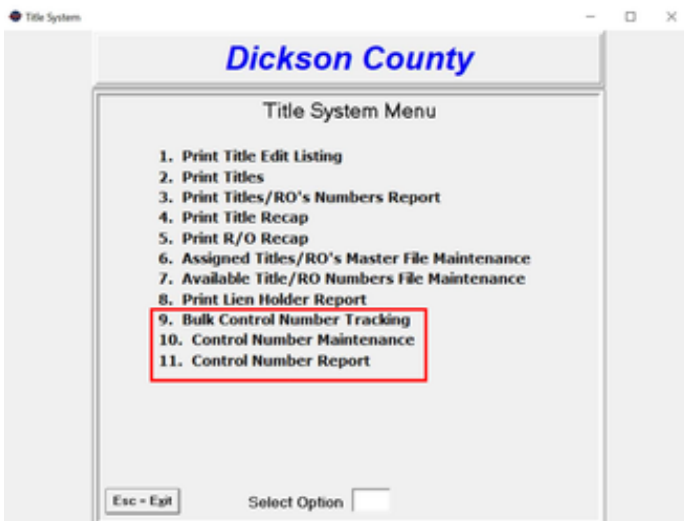 Title System
Dickson County
Title System Menu
1. Print Title Edit Listing
2. Print Titles
3. Print Titles/RO's Numbers Report
4. Print Title Recap
5. Print R/O Recap
6. Assigned Titles/RO's Master File Maintenance
7. Available Title/RO Numbers File Maintenance
8. Print Lien Holder Report
9. Bulk Control Number Tracking
10. Control Number Maintenance
11. Control Number Report
Esc = Exit
Select Option